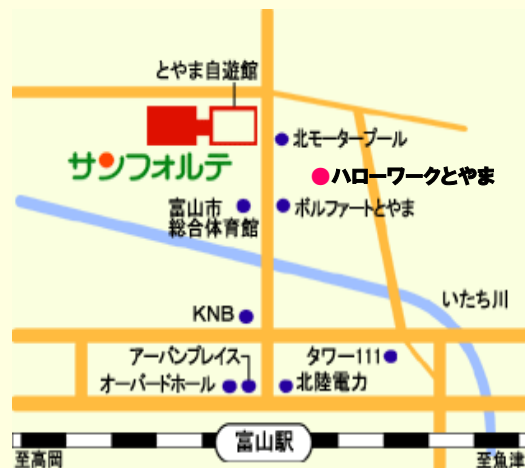 とやま自遊館
サンフォルテ
北モータープール
ハローワークとやま
富山市
総合体育館
ボルファートとやま
いたち川
KNB
アーバンプレイス
タワー111
オーバードホール
北陸電力
富山駅
至高岡
至魚津